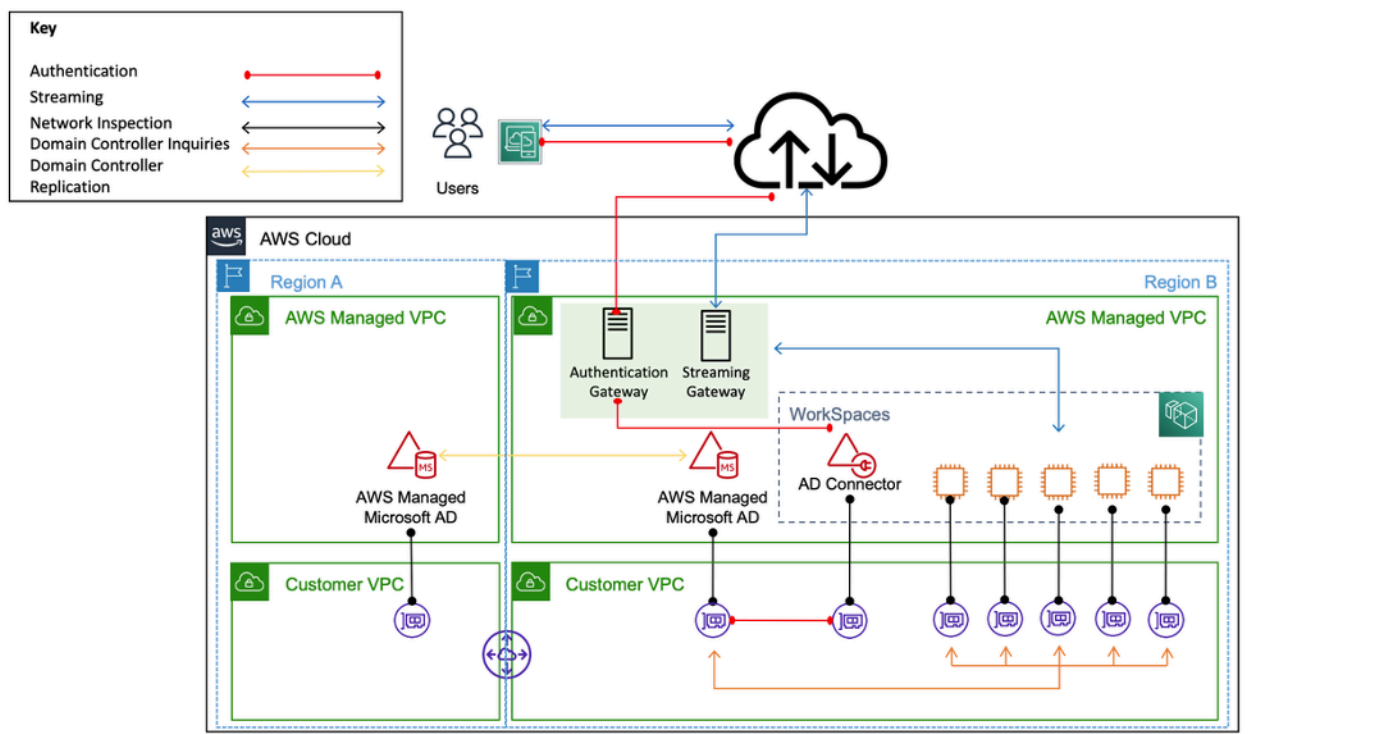 Key
Authentication
Streaming
Network Inspection
Domain Controller Inquiries
Domain Controller
Replication
Users
aws
AWS Cloud
Region A
Region B
AWS Managed VPC
AWS Managed VPC
Authentication
Gateway
Streaming
Gateway
WorkSpaces
MS
MS
AD Connector
AWS Managed
Microsoft AD
AWS Managed
Microsoft AD
Customer VPC
Customer VPC